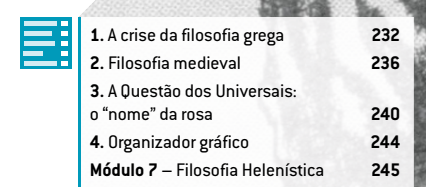 1. A crise da filosofia grega 232
2. Filosofia medieval 236
3. A Questão dos Universais:
o “nome” da rosa 240
4. Organizador gráfico 244
Módulo 7 – Filosofia Helenística 245